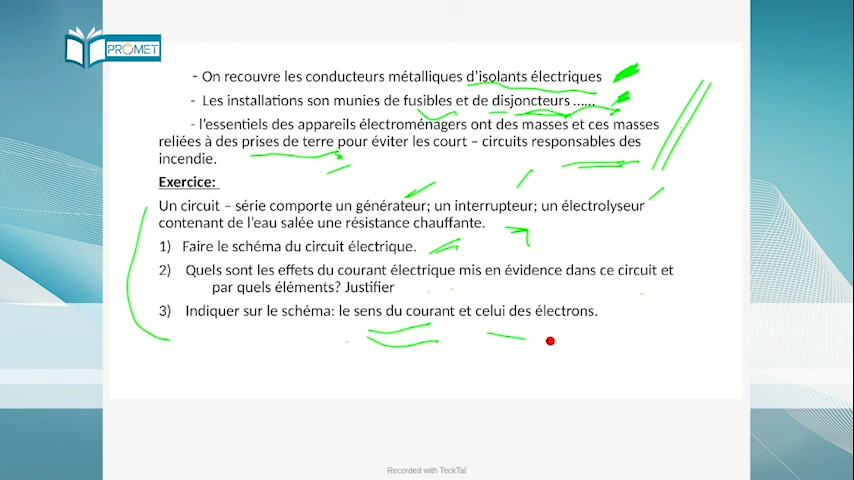 PROMET
- On recouvre les conducteurs métalliques d’isolants électriques
- Les installations son munies de fusibles et de disjoncteurs ......
- l’essentiels des appareils électroménagers ont des masses et ces masses
reliées à des prises de terre pour éviter les court – circuits responsables des
incendie.
Exercice:
Un circuit – série comporte un générateur; un interrupteur; un électrolyseur
contenant de l’eau salée une résistance chauffante.
1) Faire le schéma du circuit électrique.
2) Quels sont les effets du courant électrique mis en évidence dans ce circuit et
par quels éléments? Justifier
3) Indiquer sur le schéma: le sens du courant et celui des électrons.
Recorded with TeckTal